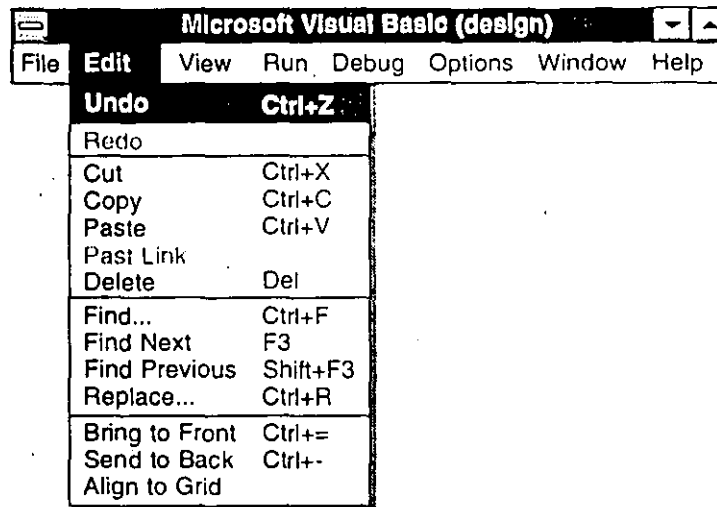 Microsoft Visual Basic (design)
File Edit View Run Debug Options Window Help
Undo Ctrl+Z
Redo
Cut Ctrl+X
Copy Ctrl+C
Paste Ctrl+V
Past Link
Delete Del
Find... Ctrl+F
Find Next F3
Find Previous Shift+F3
Replace... Ctrl+R
Bring to Front Ctrl+=
Send to Back Ctrl+-
Align to Grid